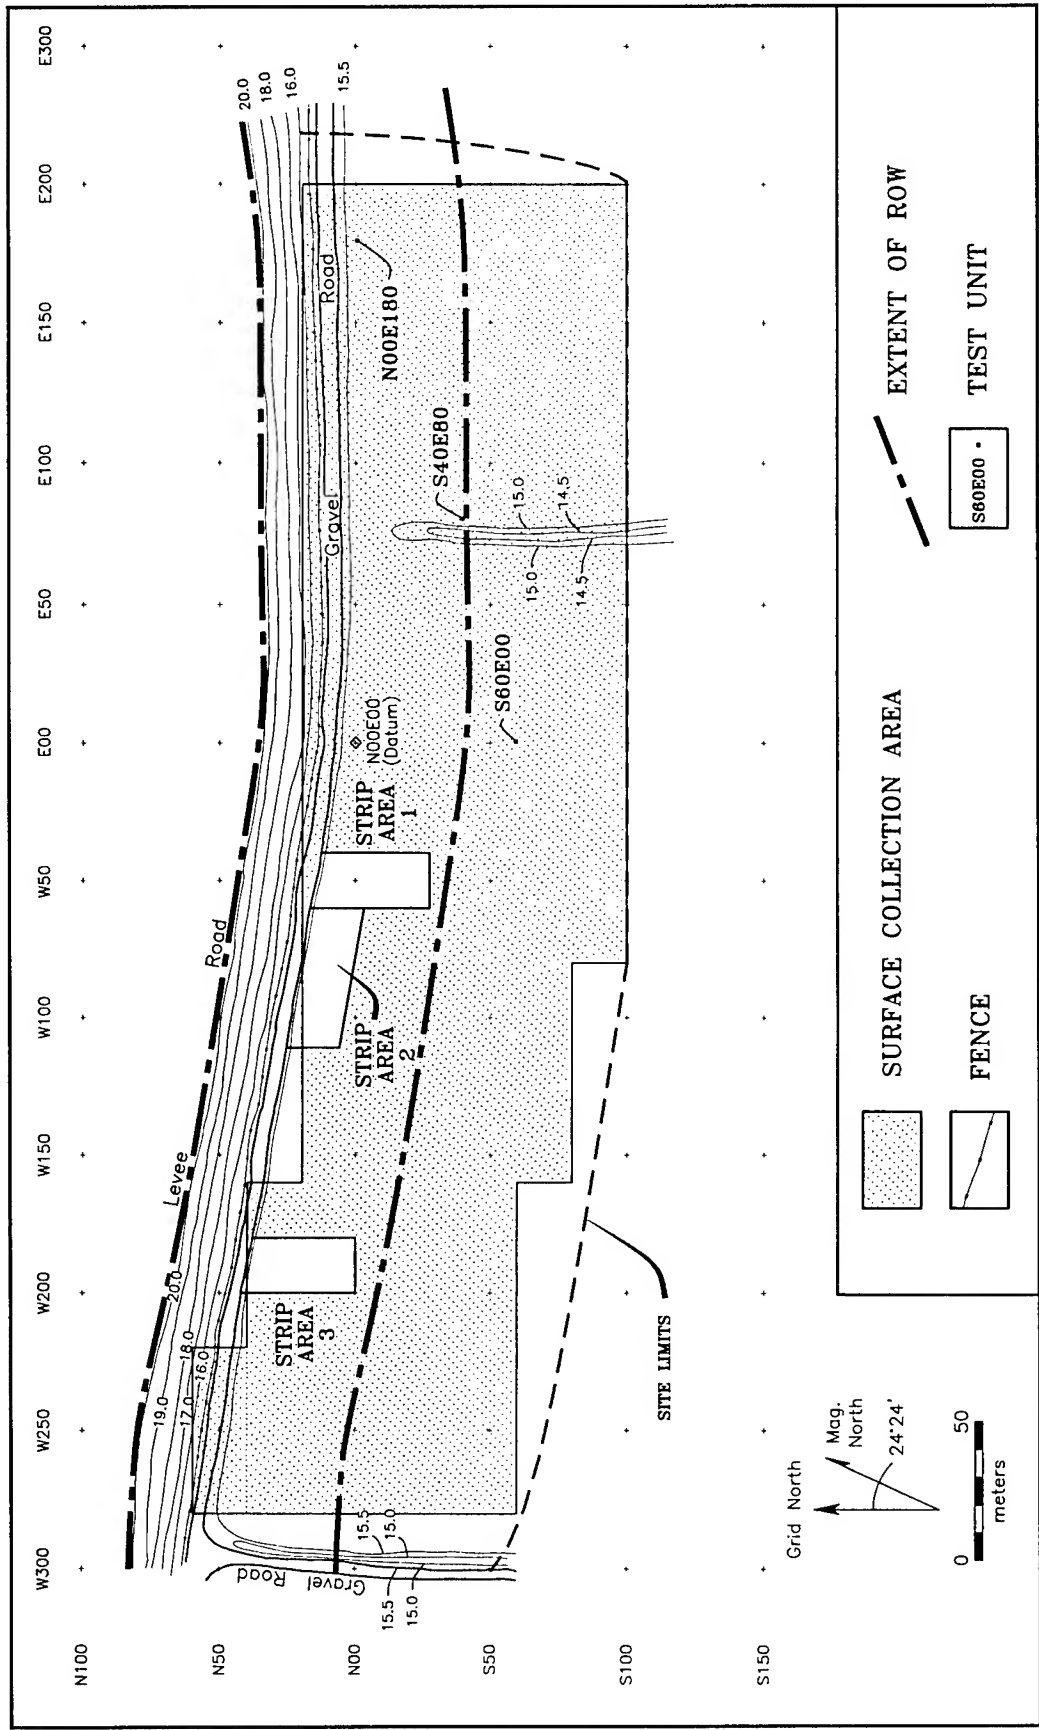 W300
W250
W200
W150
W100
W50
E00
E50
E100
E150
E200
E300
N100
N50
N00
S50
S100
S150
Levee
Road
20.0
18.0
16.0
15.5
20.0
19.0
18.0
17.0
16.0
Gravel
Road
N00E180
S40E80
S60E00
N00E00
(Datum)
STRIP
AREA
1
STRIP
AREA
2
STRIP
AREA
3
15.0
14.5
15.0
14.5
15.5
15.0
Gravel
Road
15.5
15.0
SITE LIMITS
Grid North
Mag.
North
24°24'
0
50
meters
SURFACE COLLECTION AREA
EXTENT OF ROW
FENCE
S60E00
TEST UNIT